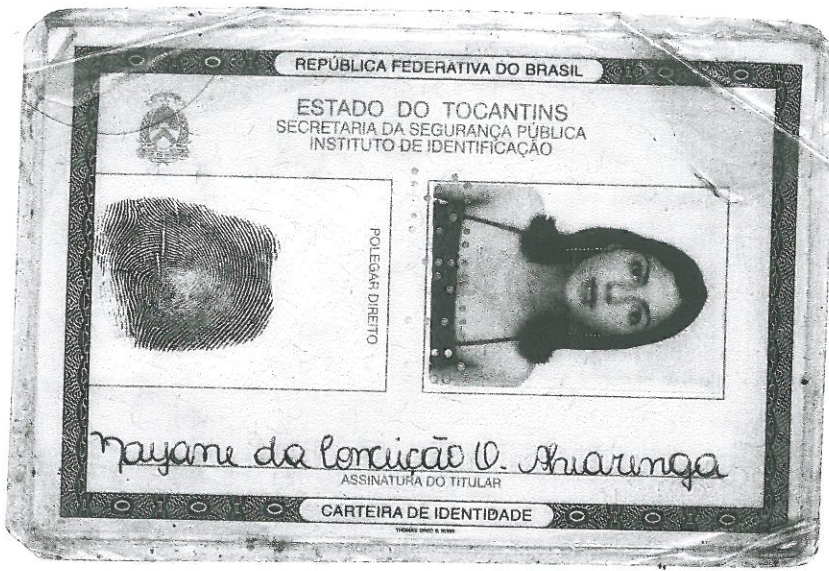 REPÚBLICA FEDERATIVA DO BRASIL
ESTADO DO TOCANTINS
SECRETARIA DA SEGURANÇA PÚBLICA
INSTITUTO DE IDENTIFICAÇÃO
POLEGAR DIREITO
Nayane da Conceição O. Alvarenga
ASSINATURA DO TITULAR
CARTEIRA DE IDENTIDADE